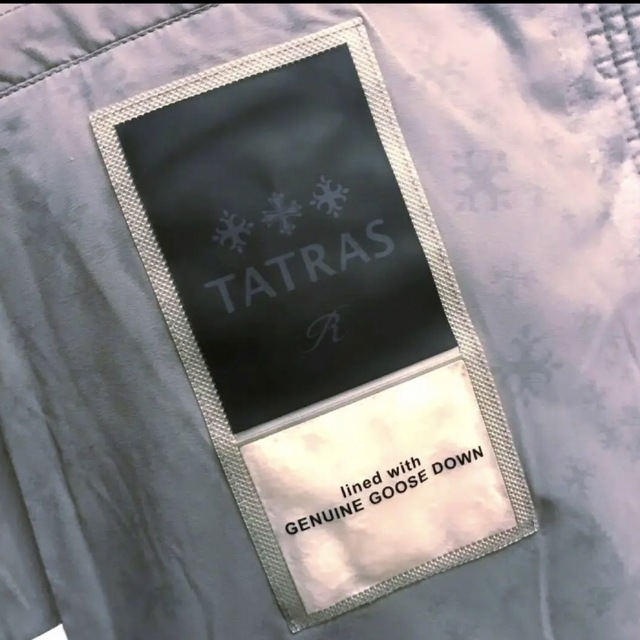 TATRAS
R
lined with
GENUINE GOOSE DOWN